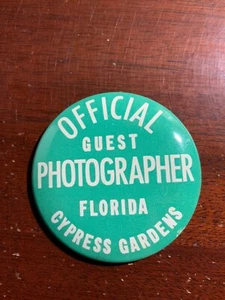 OFFICIAL
GUEST
PHOTOGRAPHER
FLORIDA
CYPRESS GARDENS